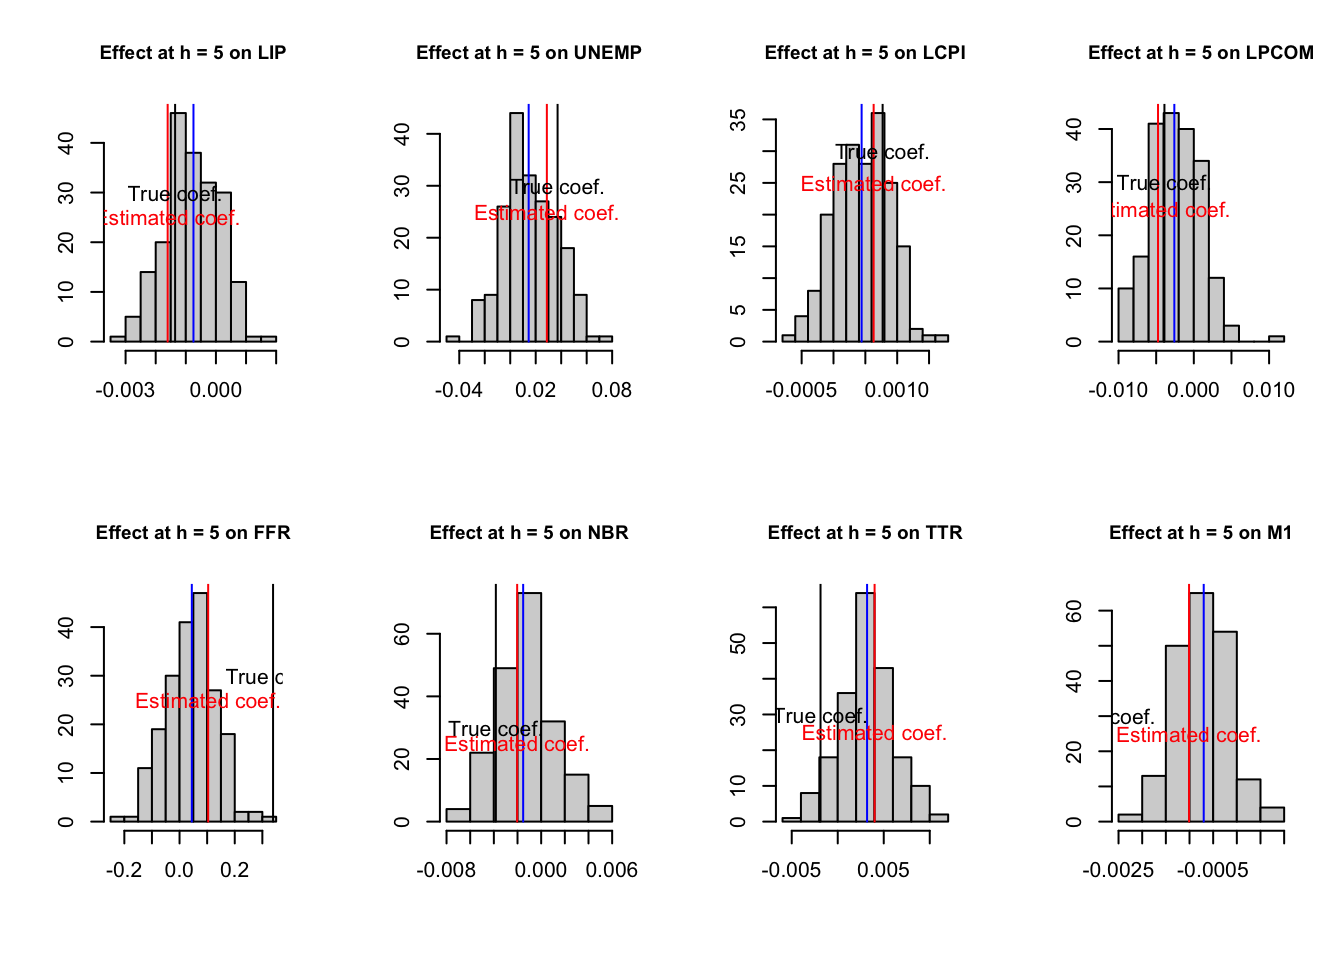 Effect at h = 5 on LIP
40
30
20
10
0
True coef.
Estimated coef.
-0.003 0.000
Effect at h = 5 on UNEMP
40
30
20
10
0
True coef.
Estimated coef.
-0.04 0.02 0.08
Effect at h = 5 on LCPI
35
25
15
5
0
True coef.
Estimated coef.
-0.0005 0.0010
Effect at h = 5 on LPCOM
40
30
20
10
0
True coef.
timated coef.
-0.010 0.000 0.010
Effect at h = 5 on FFR
40
30
20
10
0
True c
Estimated coef.
-0.2 0.0 0.2
Effect at h = 5 on NBR
60
40
20
0
True coef.
Estimated coef.
-0.008 0.000 0.006
Effect at h = 5 on TTR
50
30
10
0
True coef.
Estimated coef.
-0.005 0.005
Effect at h = 5 on M1
60
40
20
0
coef.
Estimated coef.
-0.0025 -0.0005